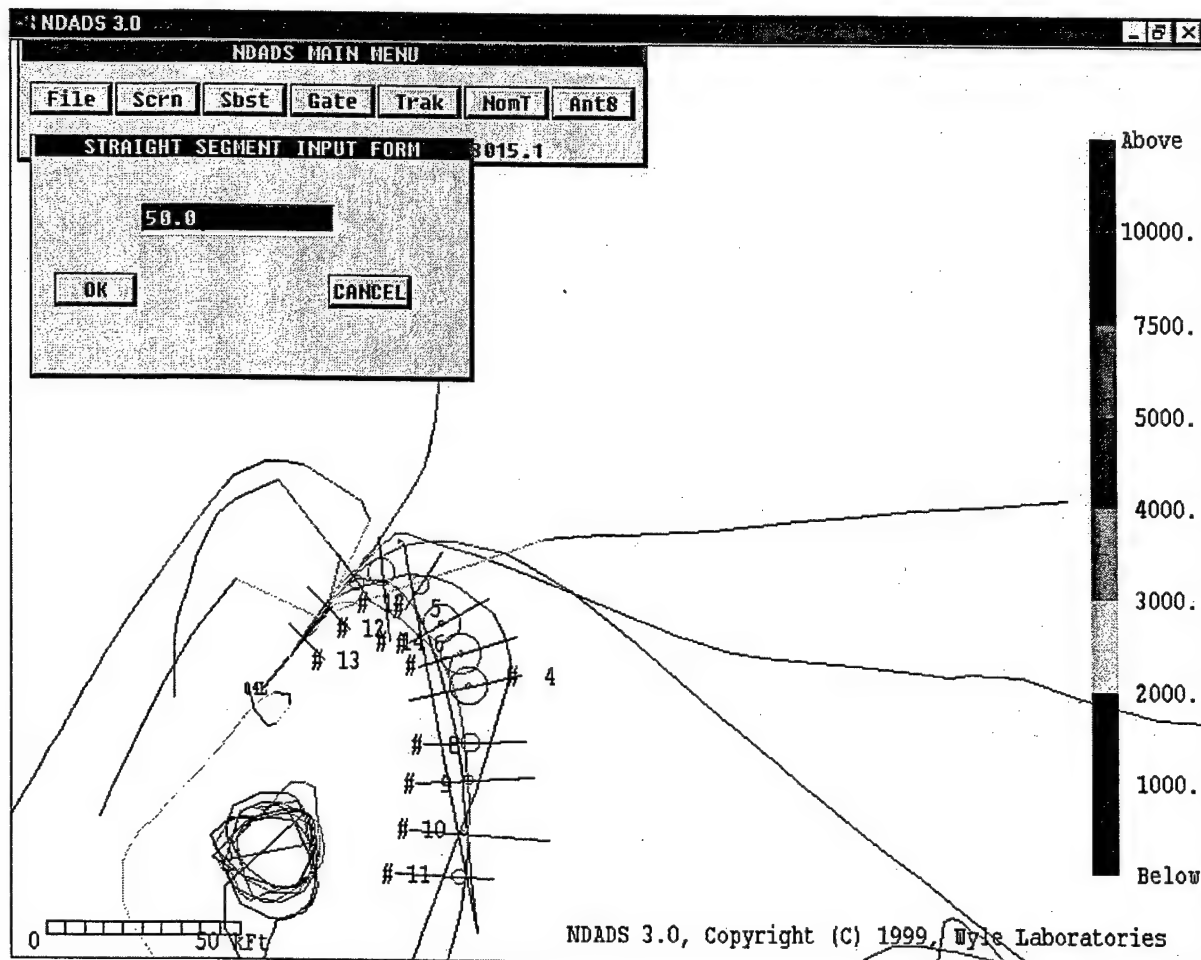 NDADS 3.0
NDADS MAIN MENU
File Scrn Sbst Gate Trak NomT Ant8
STRAIGHT SEGMENT INPUT FORM
3015.1
50.0
OK CANCEL
Above
10000.
7500.
5000.
4000.
3000.
2000.
1000.
Below
# 5
# 12
# 14
# 6
# 13
# 4
# 8
# 9
# 10
# 11
0 50 kFt
NDADS 3.0, Copyright (C) 1999, Wyle Laboratories